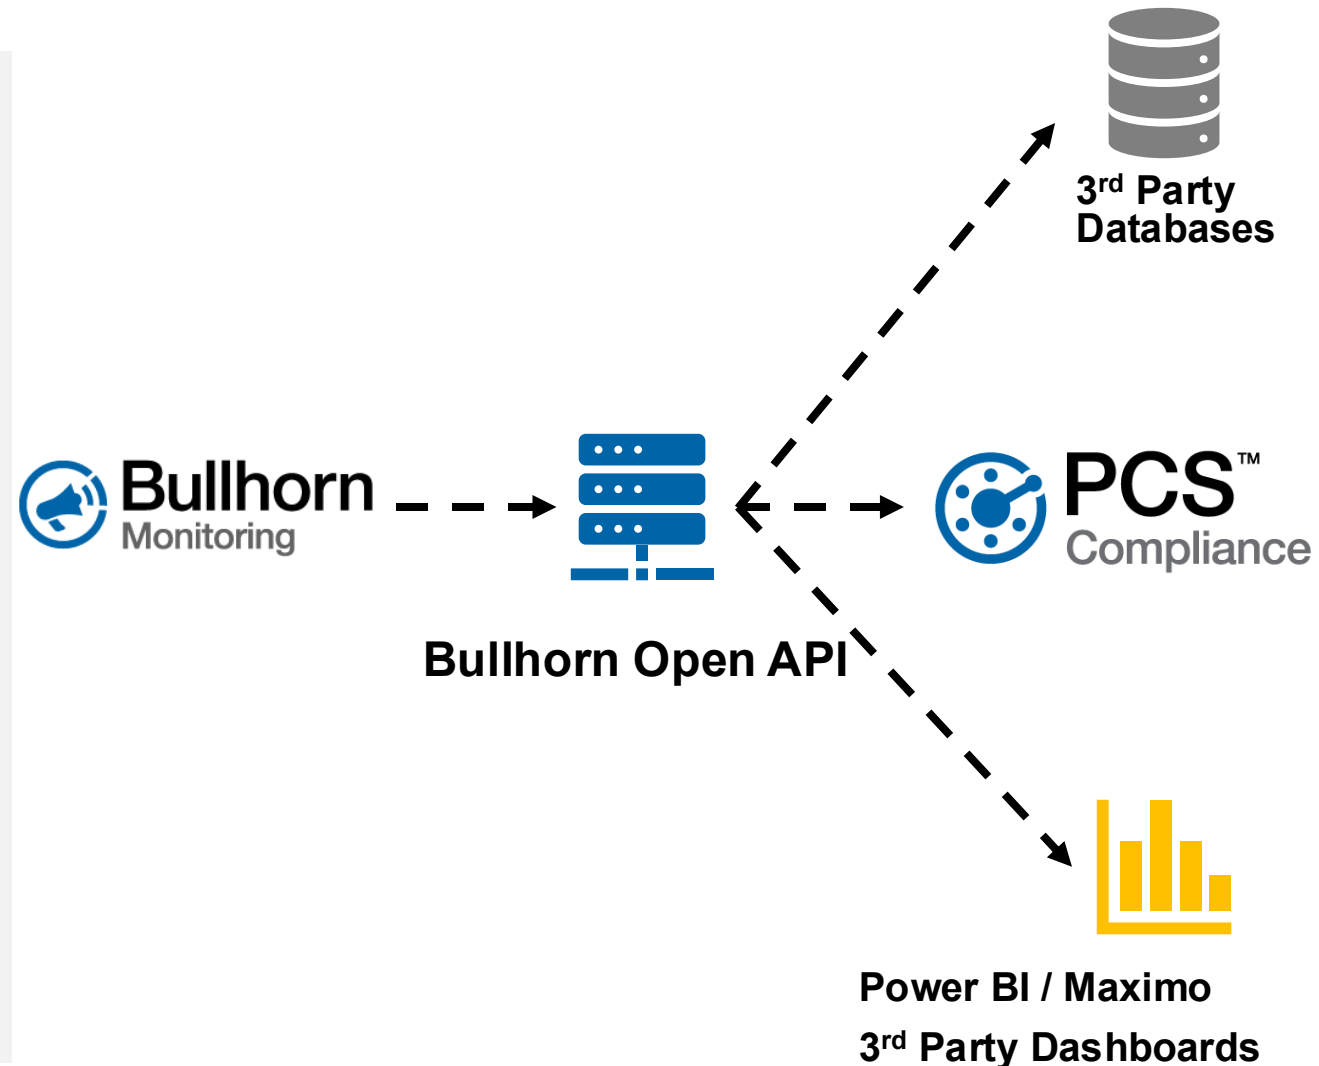 3rd Party
Databases
Bullhorn
Monitoring
PCS™
Compliance
Bullhorn Open API
Power BI / Maximo
3rd Party Dashboards